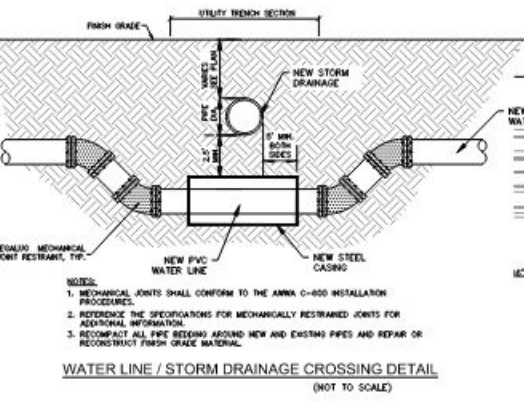 UTILITY TRENCH SECTION
FINISH GRADE
VARIES
SEE PLAN
PIPE
DIA.
2.5'
MIN.
NEW STORM
DRAINAGE
5' MIN.
BOTH
SIDES
NEW
MECHANICAL
JOINT RESTRAINT, TYP.
NEW PVC
WATER LINE
NEW STEEL
CASING
NOTES:
1. MECHANICAL JOINTS SHALL CONFORM TO THE AWWA C-600 INSTALLATION
PROCEDURES.
2. REFERENCE THE SPECIFICATIONS FOR MECHANICALLY RESTRAINED JOINTS FOR
ADDITIONAL INFORMATION.
3. RECOMPACT ALL PIPE BEDDING AROUND NEW AND EXISTING PIPES AND REPAIR OR
RECONSTRUCT FINISH GRADE MATERIAL.
WATER LINE / STORM DRAINAGE CROSSING DETAIL
(NOT TO SCALE)